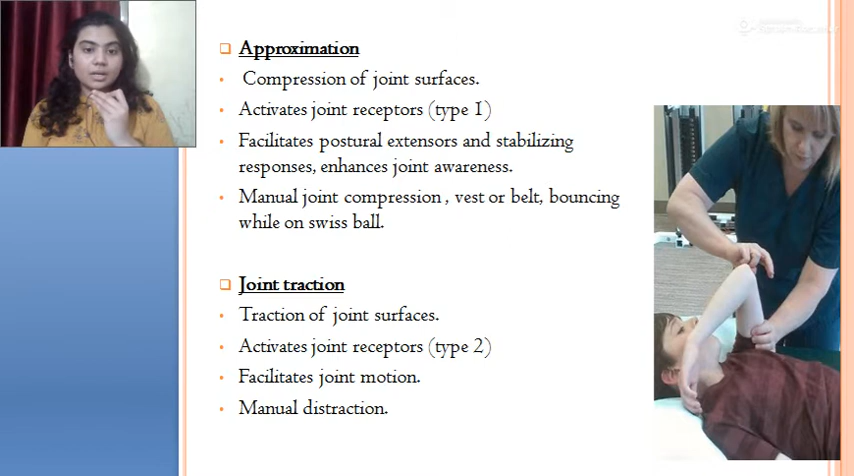 Approximation
Compression of joint surfaces.
Activates joint receptors (type 1)
Facilitates postural extensors and stabilizing
responses, enhances joint awareness.
Manual joint compression , vest or belt, bouncing
while on swiss ball.
Joint traction
Traction of joint surfaces.
Activates joint receptors (type 2)
Facilitates joint motion.
Manual distraction.